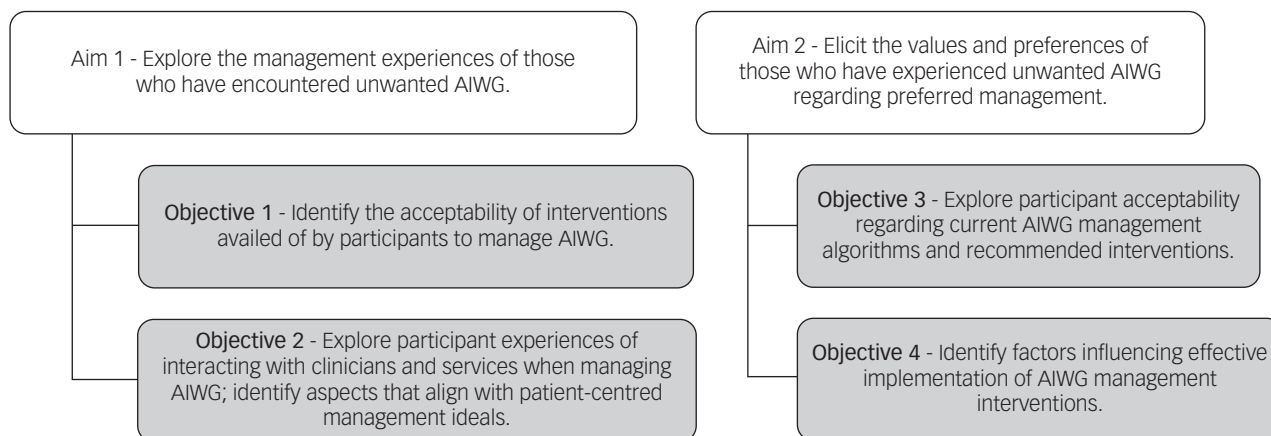 Aim 1 - Explore the management experiences of those
who have encountered unwanted AIWG.
Objective 1 - Identify the acceptability of interventions
availed of by participants to manage AIWG.
Objective 2 - Explore participant experiences of
interacting with clinicians and services when managing
AIWG; identify aspects that align with patient-centred
management ideals.
Aim 2 - Elicit the values and preferences of
those who have experienced unwanted AIWG
regarding preferred management.
Objective 3 - Explore participant acceptability
regarding current AIWG management
algorithms and recommended interventions.
Objective 4 - Identify factors influencing effective
implementation of AIWG management
interventions.